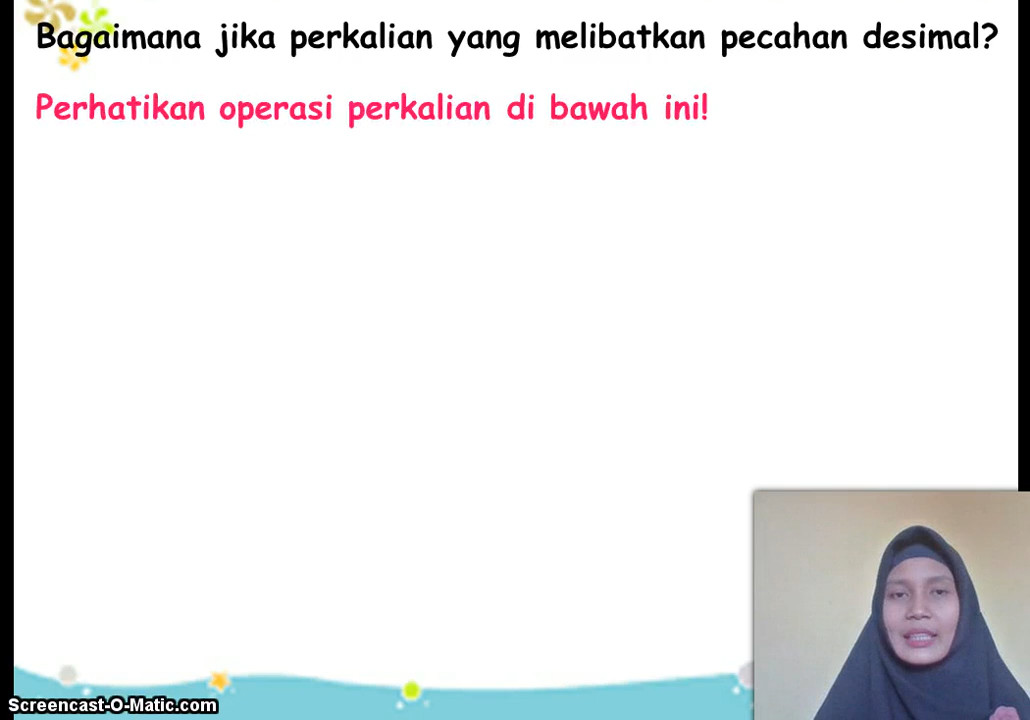 Bagaimana jika perkalian yang melibatkan pecahan desimal?
Perhatikan operasi perkalian di bawah ini!
Screencast-O-Matic.com